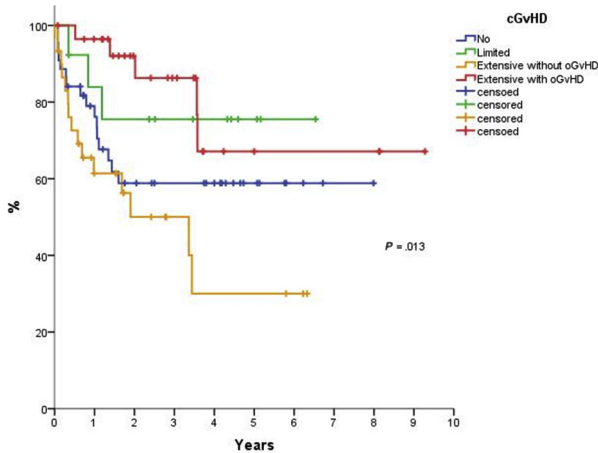 cGvHD
No
Limited
Extensive without oGvHD
Extensive with oGvHD
censoed
censored
censored
censoed
100
80
60
40
20
0
%
P = .013
0 1 2 3 4 5 6 7 8 9 10
Years